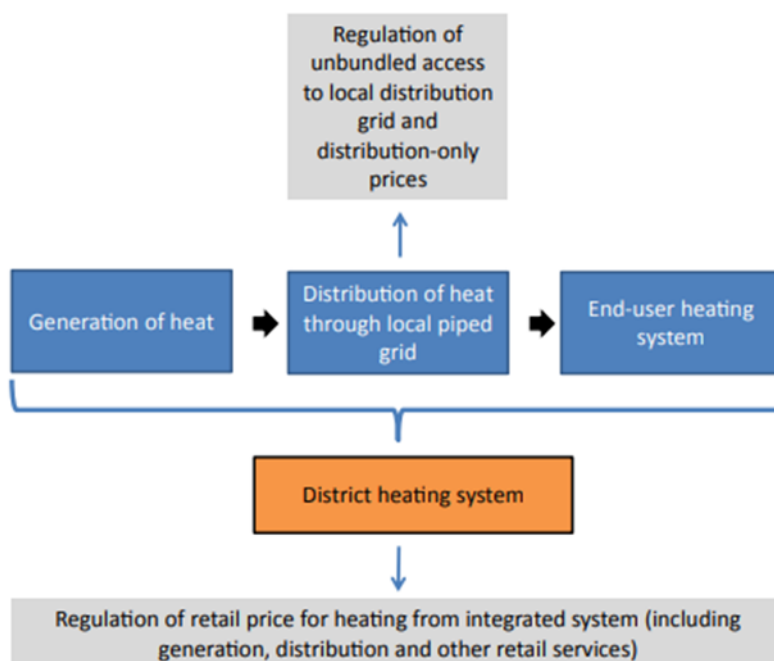 Regulation of
unbundled access
to local distribution
grid and
distribution-only
prices
Generation of heat
Distribution of heat
through local piped
grid
End-user heating
system
District heating system
Regulation of retail price for heating from integrated system (including
generation, distribution and other retail services)